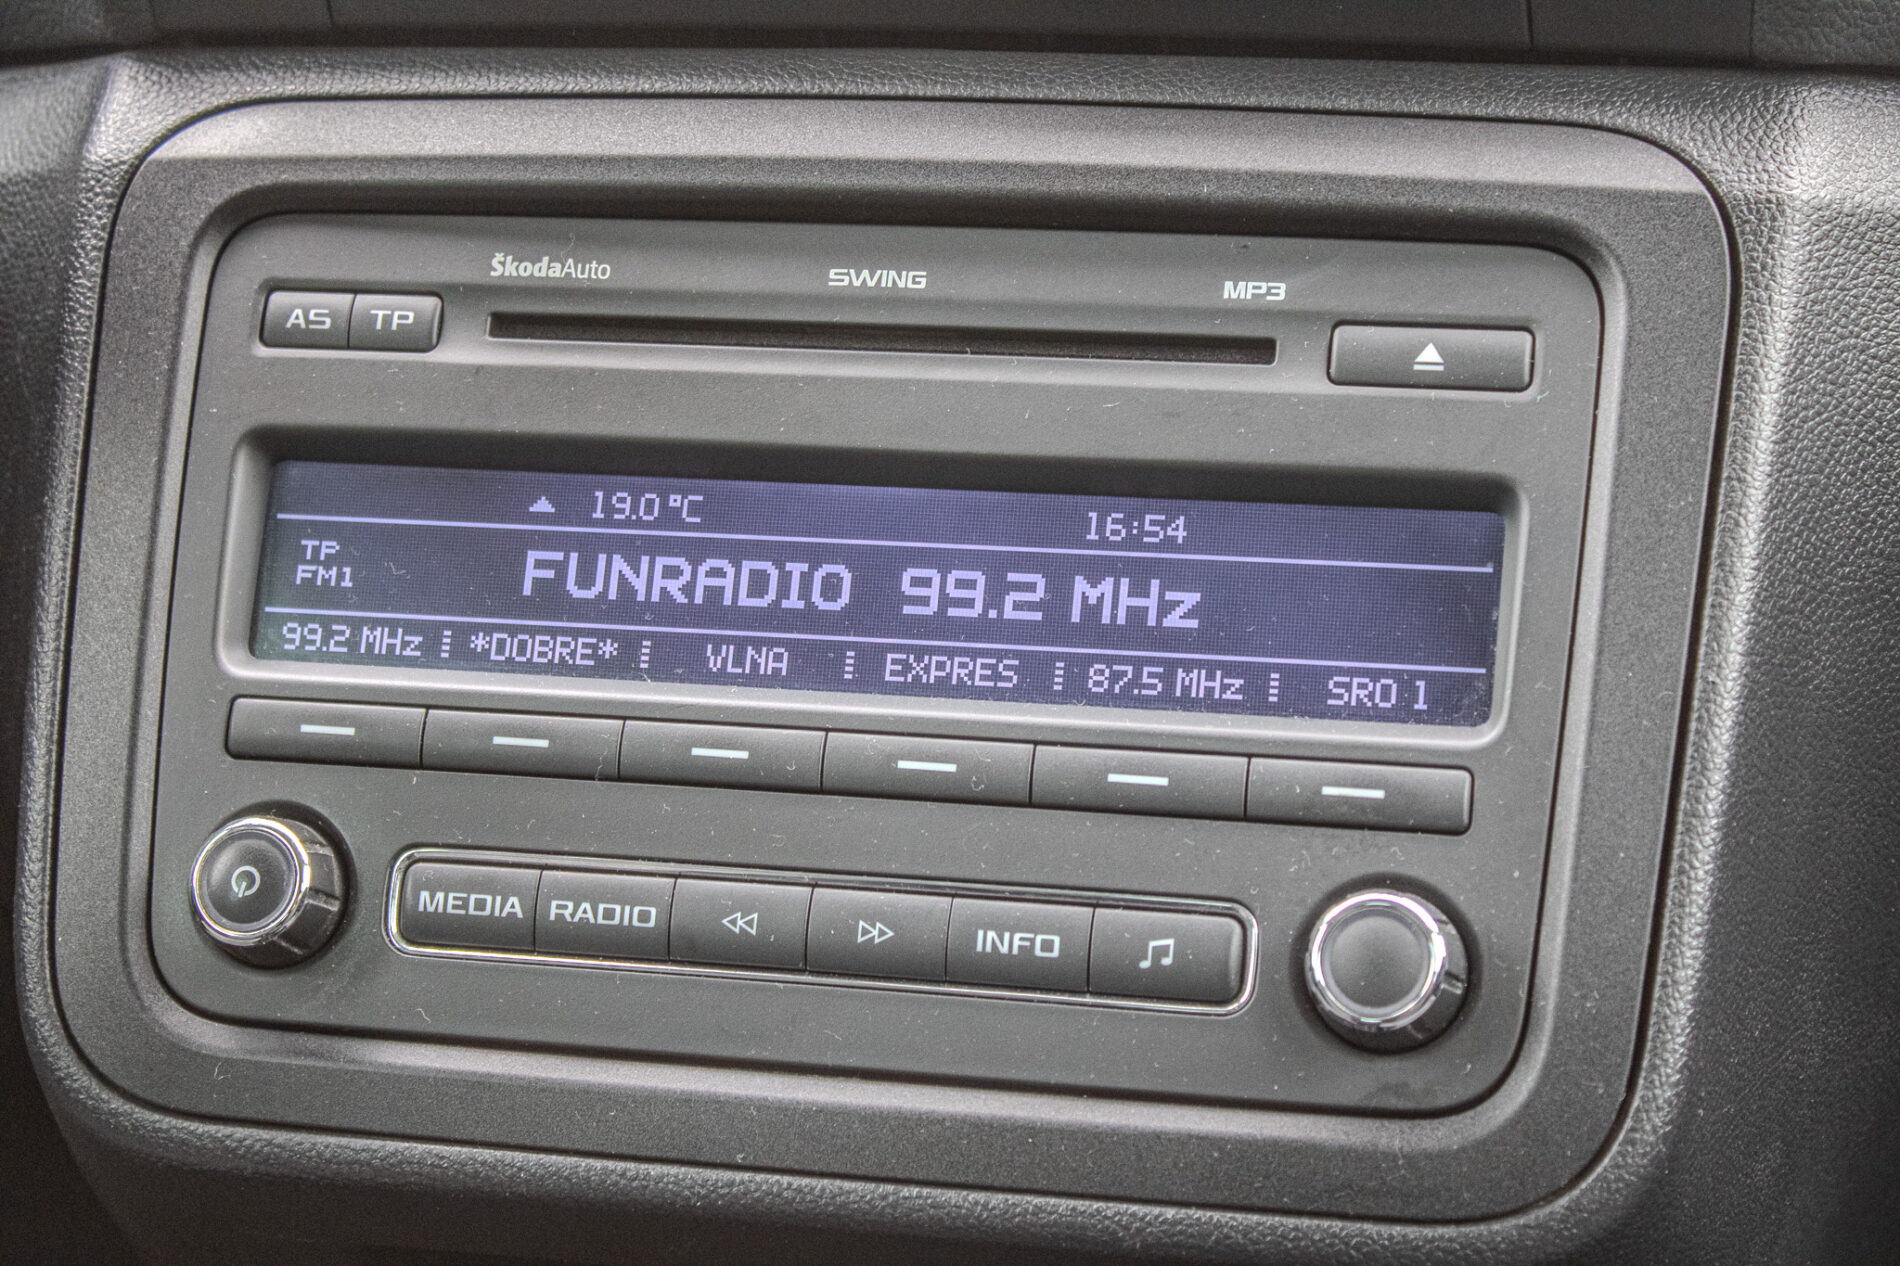 ŠkodaAuto SWING MP3
AS TP
19.0 °C 16:54
TP
FM1
FUNRADIO 99.2 MHz
99.2 MHz *DOBRE* VLNA EXPRES 87.5 MHz SRO 1
MEDIA RADIO INFO